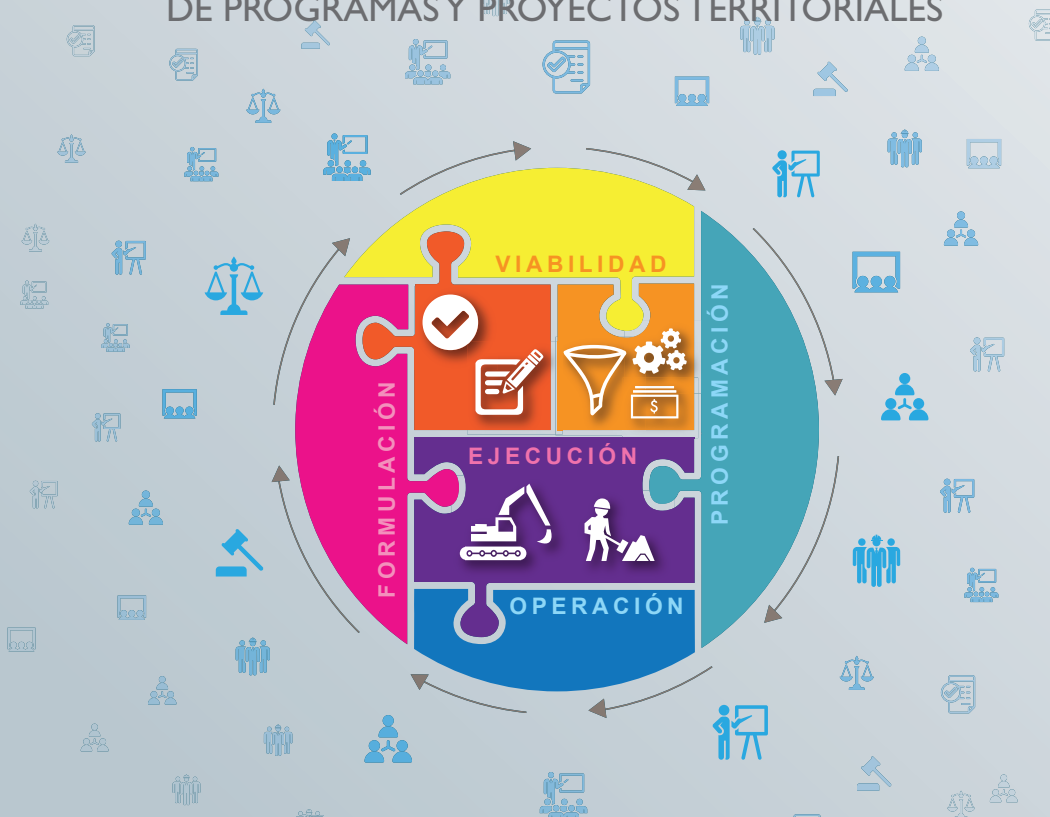 DE PROGRAMAS Y PROYECTOS TERRITORIALES
VIABILIDAD
PROGRAMACIÓN
FORMULACIÓN
$
EJECUCIÓN
OPERACIÓN